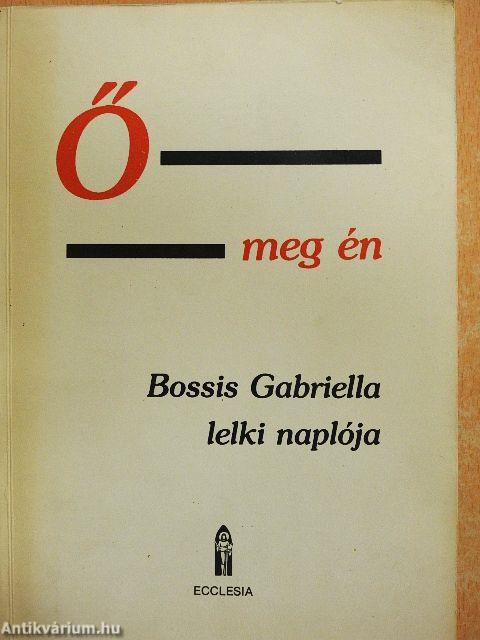 Ő
meg én
Bossis Gabriella
lelki naplója
ECCLESIA
Antikvárium.hu